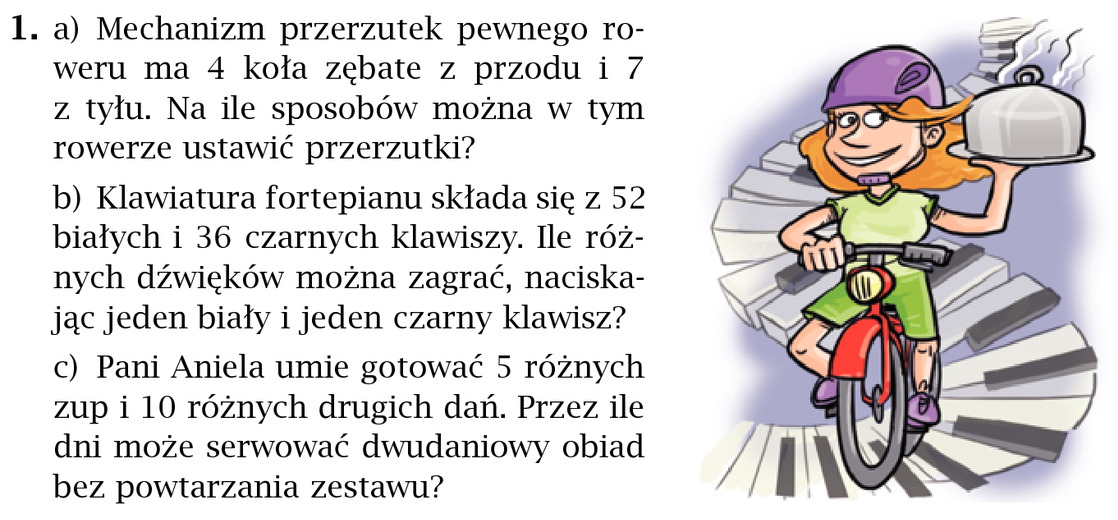 1. a) Mechanizm przerzutek pewnego ro-
weru ma 4 koła zębate z przodu i 7
z tyłu. Na ile sposobów można w tym
rowerze ustawić przerzutki?
b) Klawiatura fortepianu składa się z 52
białych i 36 czarnych klawiszy. Ile róż-
nych dźwięków można zagrać, naciska-
jąc jeden biały i jeden czarny klawisz?
c) Pani Aniela umie gotować 5 różnych
zup i 10 różnych drugich dań. Przez ile
dni może serwować dwudaniowy obiad
bez powtarzania zestawu?